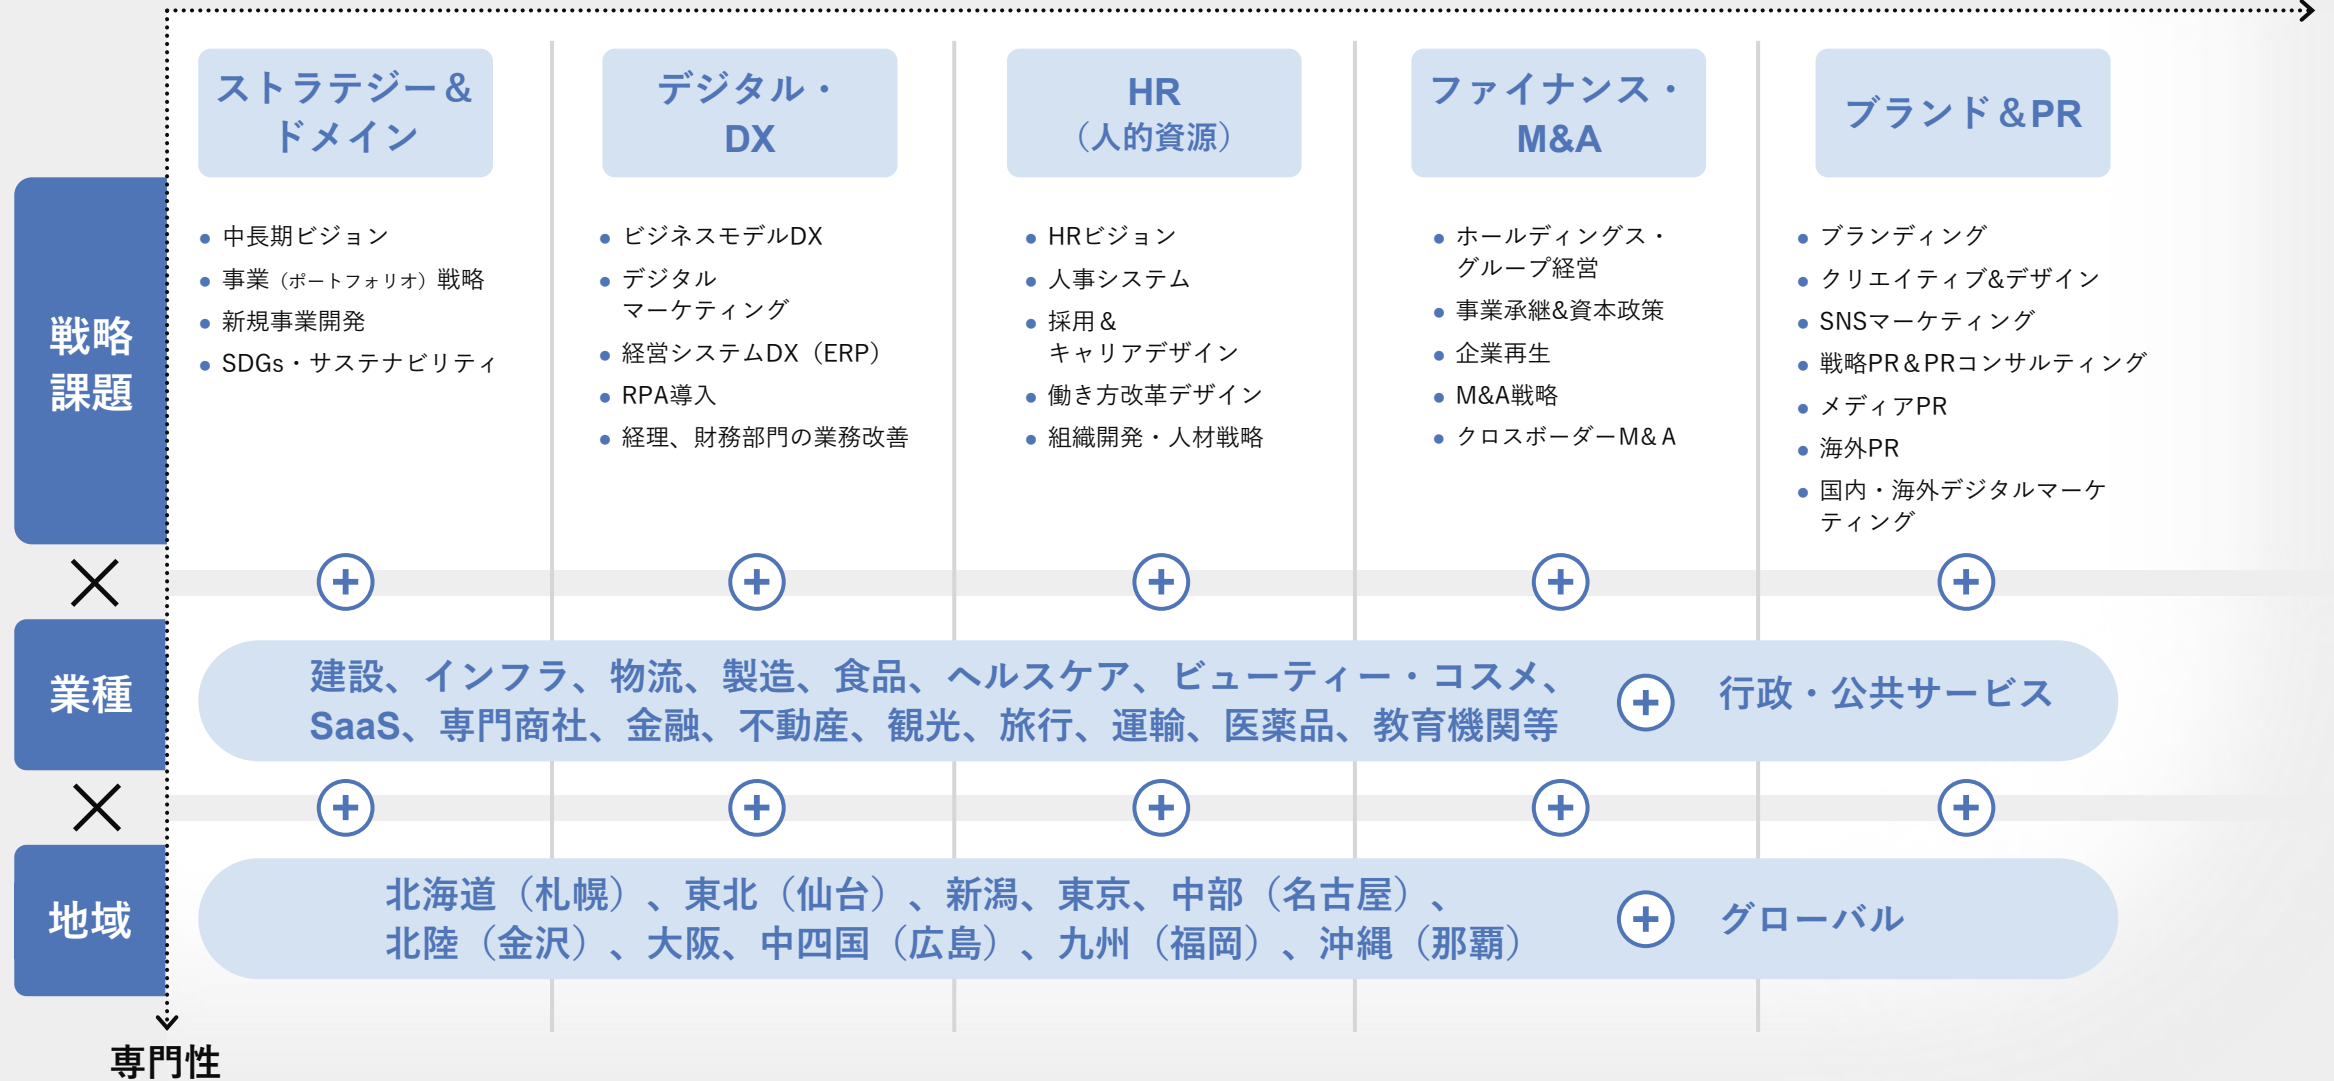 ストラテジー＆
ドメイン
デジタル・
DX
HR
（人的資源）
ファイナンス・
M&A
ブランド＆PR
戦略
課題
中長期ビジョン
事業（ポートフォリオ）戦略
新規事業開発
SDGs・サステナビリティ
ビジネスモデルDX
デジタル
マーケティング
経営システムDX（ERP）
RPA導入
経理、財務部門の業務改善
HRビジョン
人事システム
採用＆
キャリアデザイン
働き方改革デザイン
組織開発・人材戦略
ホールディングス・
グループ経営
事業承継&資本政策
企業再生
M&A戦略
クロスボーダーM&A
ブランディング
クリエイティブ&デザイン
SNSマーケティング
戦略PR＆PRコンサルティング
メディアPR
海外PR
国内・海外デジタルマーケ
ティング
業種
建設、インフラ、物流、製造、食品、ヘルスケア、ビューティー・コスメ、
SaaS、専門商社、金融、不動産、観光、旅行、運輸、医薬品、教育機関等
行政・公共サービス
地域
北海道（札幌）、東北（仙台）、新潟、東京、中部（名古屋）、
北陸（金沢）、大阪、中四国（広島）、九州（福岡）、沖縄（那覇）
グローバル
専門性